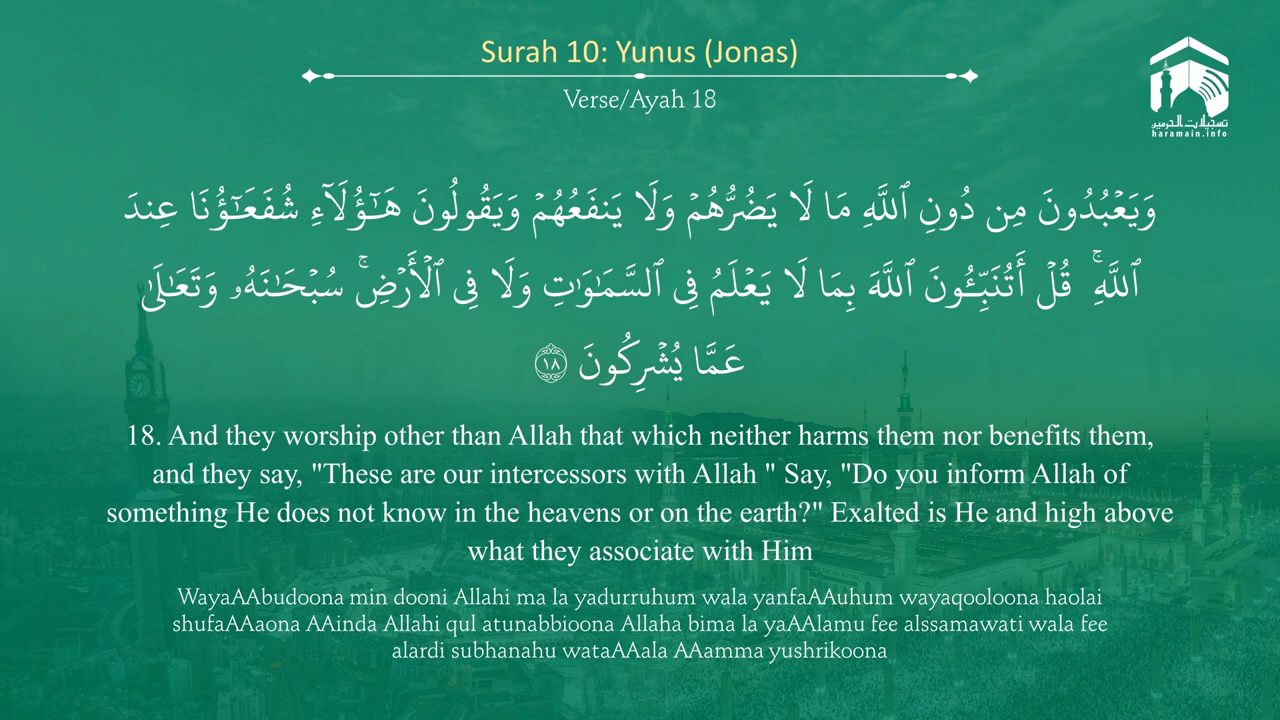 Surah 10: Yunus (Jonas)
Verse/Ayah 18
تسجيلات الحرمين
haramain.info
وَيَعْبُدُونَ مِن دُونِ ٱللَّهِ مَا لَا يَضُرُّهُمْ وَلَا يَنفَعُهُمْ وَيَقُولُونَ هَـٰٓؤُلَآءِ شُفَعَـٰٓؤُنَا عِندَ
ٱللَّهِ ۚ قُلْ أَتُنَبِّـُٔونَ ٱللَّهَ بِمَا لَا يَعْلَمُ فِى ٱلسَّمَـٰوَٰتِ وَلَا فِى ٱلْأَرْضِ ۚ سُبْحَـٰنَهُۥ وَتَعَـٰلَىٰ
عَمَّا يُشْرِكُونَ ١٨
18. And they worship other than Allah that which neither harms them nor benefits them,
and they say, "These are our intercessors with Allah " Say, "Do you inform Allah of
something He does not know in the heavens or on the earth?" Exalted is He and high above
what they associate with Him
WayaAAbudoona min dooni Allahi ma la yadurruhum wala yanfaAAuhum wayaqooloona haolai
shufaAAaona AAinda Allahi qul atunabbioona Allaha bima la yaAAlamu fee alssamawati wala fee
alardi subhanahu wataAAala AAamma yushrikoona